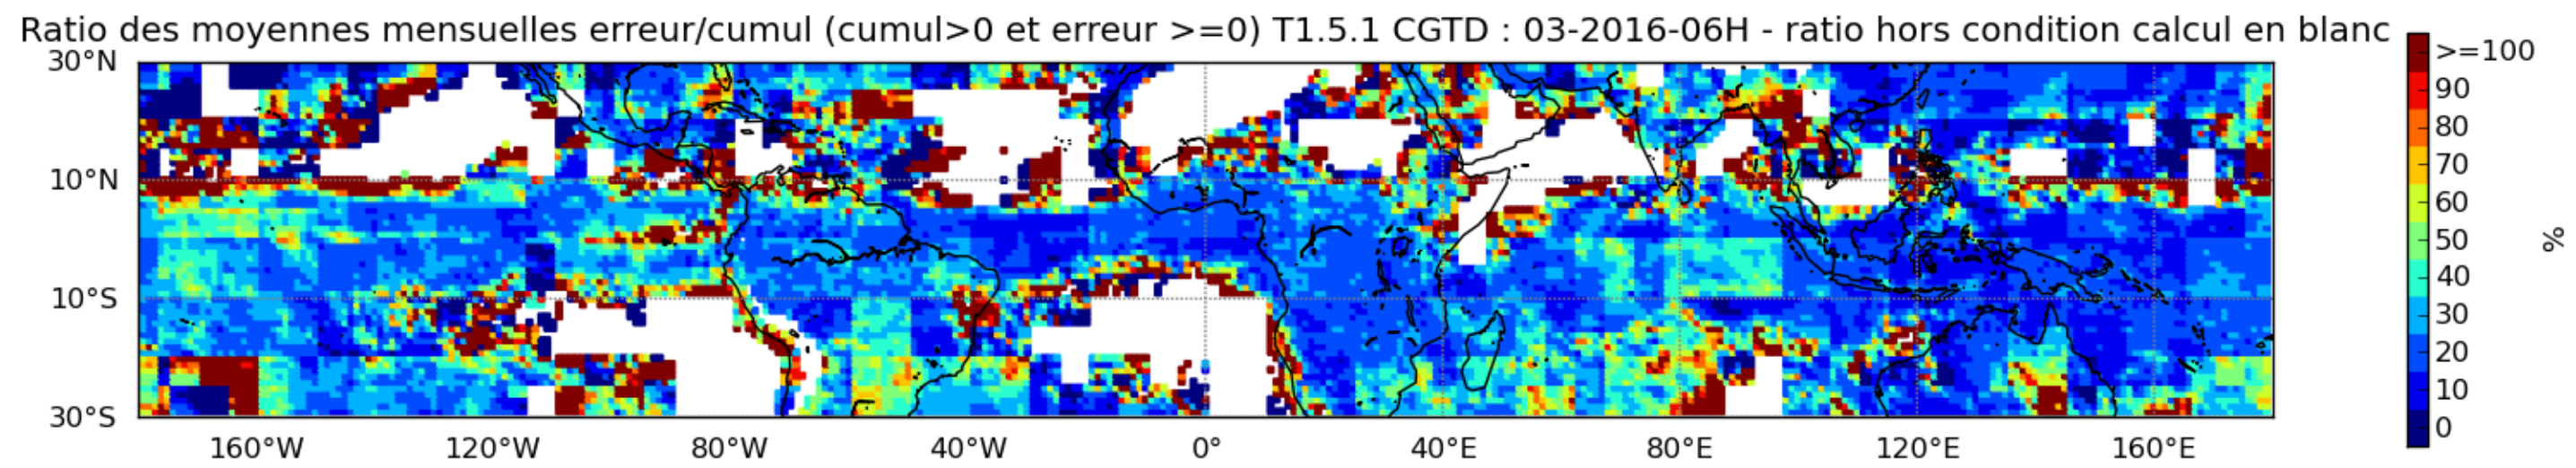 Ratio des moyennes mensuelles erreur/cumul (cumul>0 et erreur >=0) T1.5.1 CGTD : 03-2016-06H - ratio hors condition calcul en blanc
30°N
10°N
10°S
30°S
160°W 120°W 80°W 40°W 0° 40°E 80°E 120°E 160°E
>=100
90
80
70
60
50
40
30
20
10
0
%